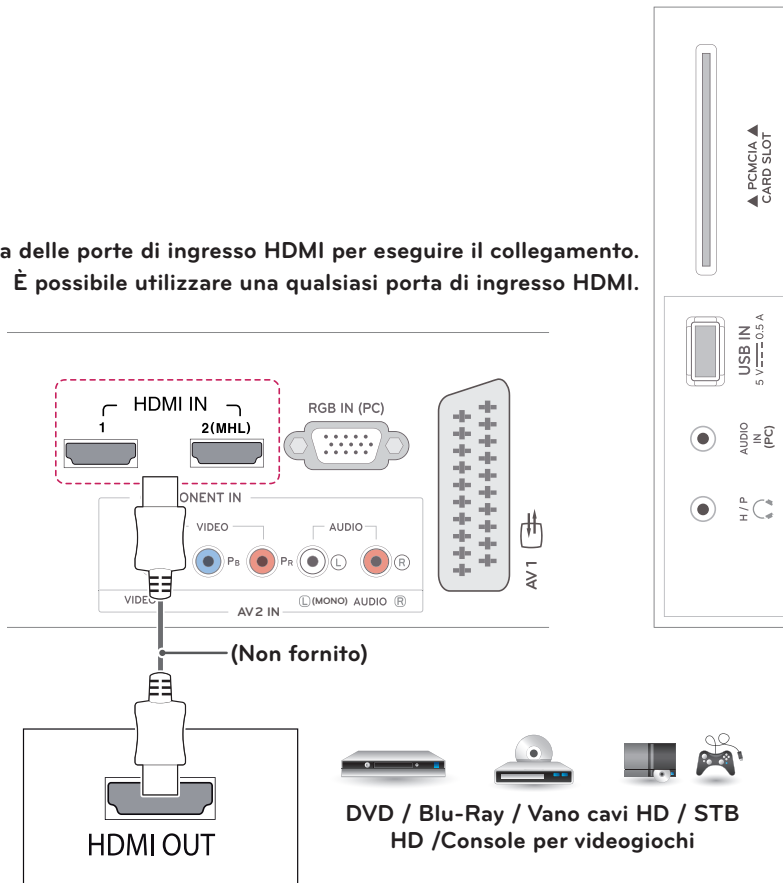 ▲ PCMCIA ▲
CARD SLOT
a delle porte di ingresso HDMI per eseguire il collegamento.
È possibile utilizzare una qualsiasi porta di ingresso HDMI.
USB IN
5 V 0.5 A
AUDIO
IN
(PC)
H / P
HDMI IN
1
2(MHL)
RGB IN (PC)
ONENT IN
VIDEO
AUDIO
PB
PR
L
R
VIDEO
L(MONO) AUDIO R
AV2 IN
AV1
(Non fornito)
HDMI OUT
DVD / Blu-Ray / Vano cavi HD / STB
HD /Console per videogiochi